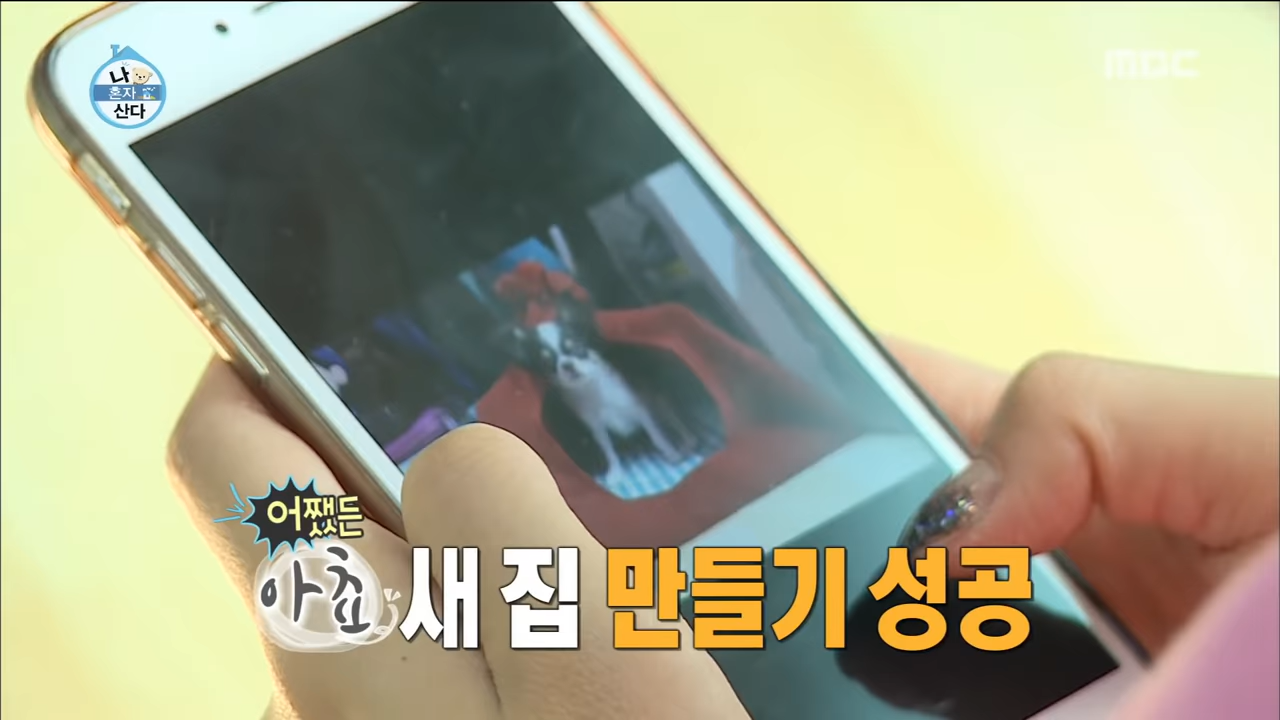 나
혼자
산다
MBC
어쨌든
아쵸 새 집 만들기 성공